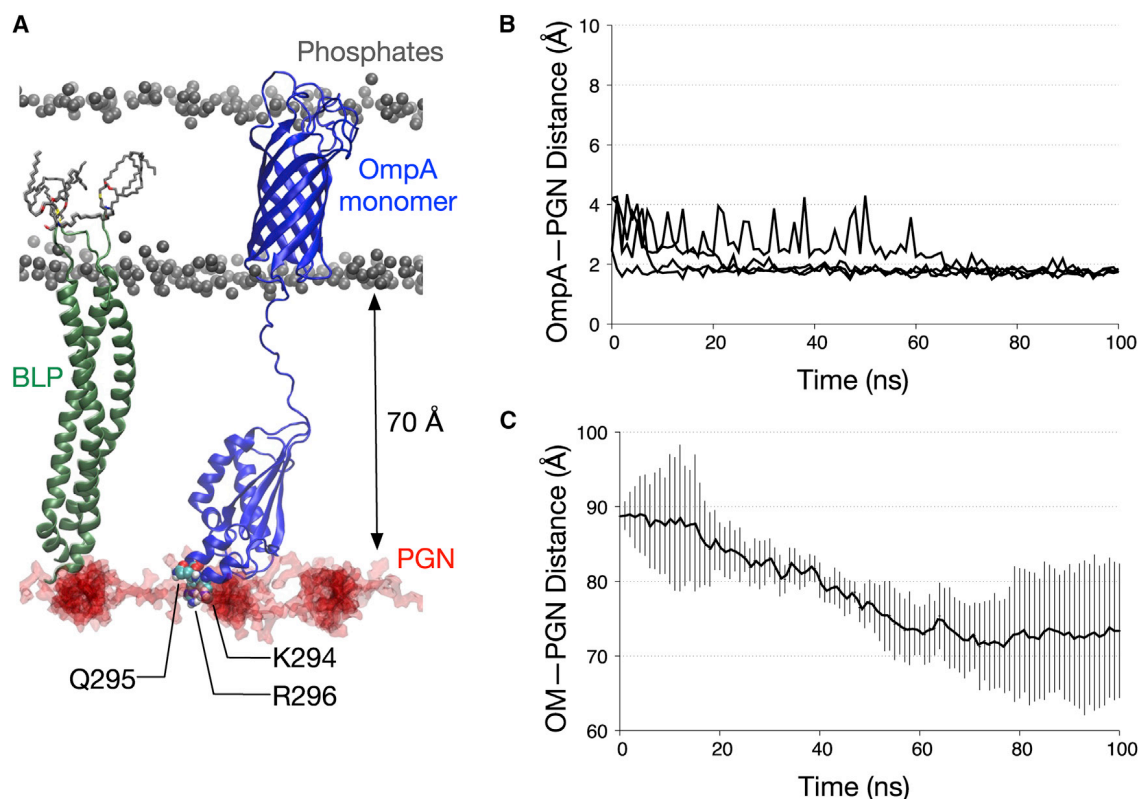 A
Phosphates
OmpA
monomer
BLP
70 Å
PGN
Q295
K294
R296
B
OmpA—PGN Distance (Å)
10
8
6
4
2
0
0 20 40 60 80 100
Time (ns)
C
OM—PGN Distance (Å)
100
90
80
70
60
0 20 40 60 80 100
Time (ns)